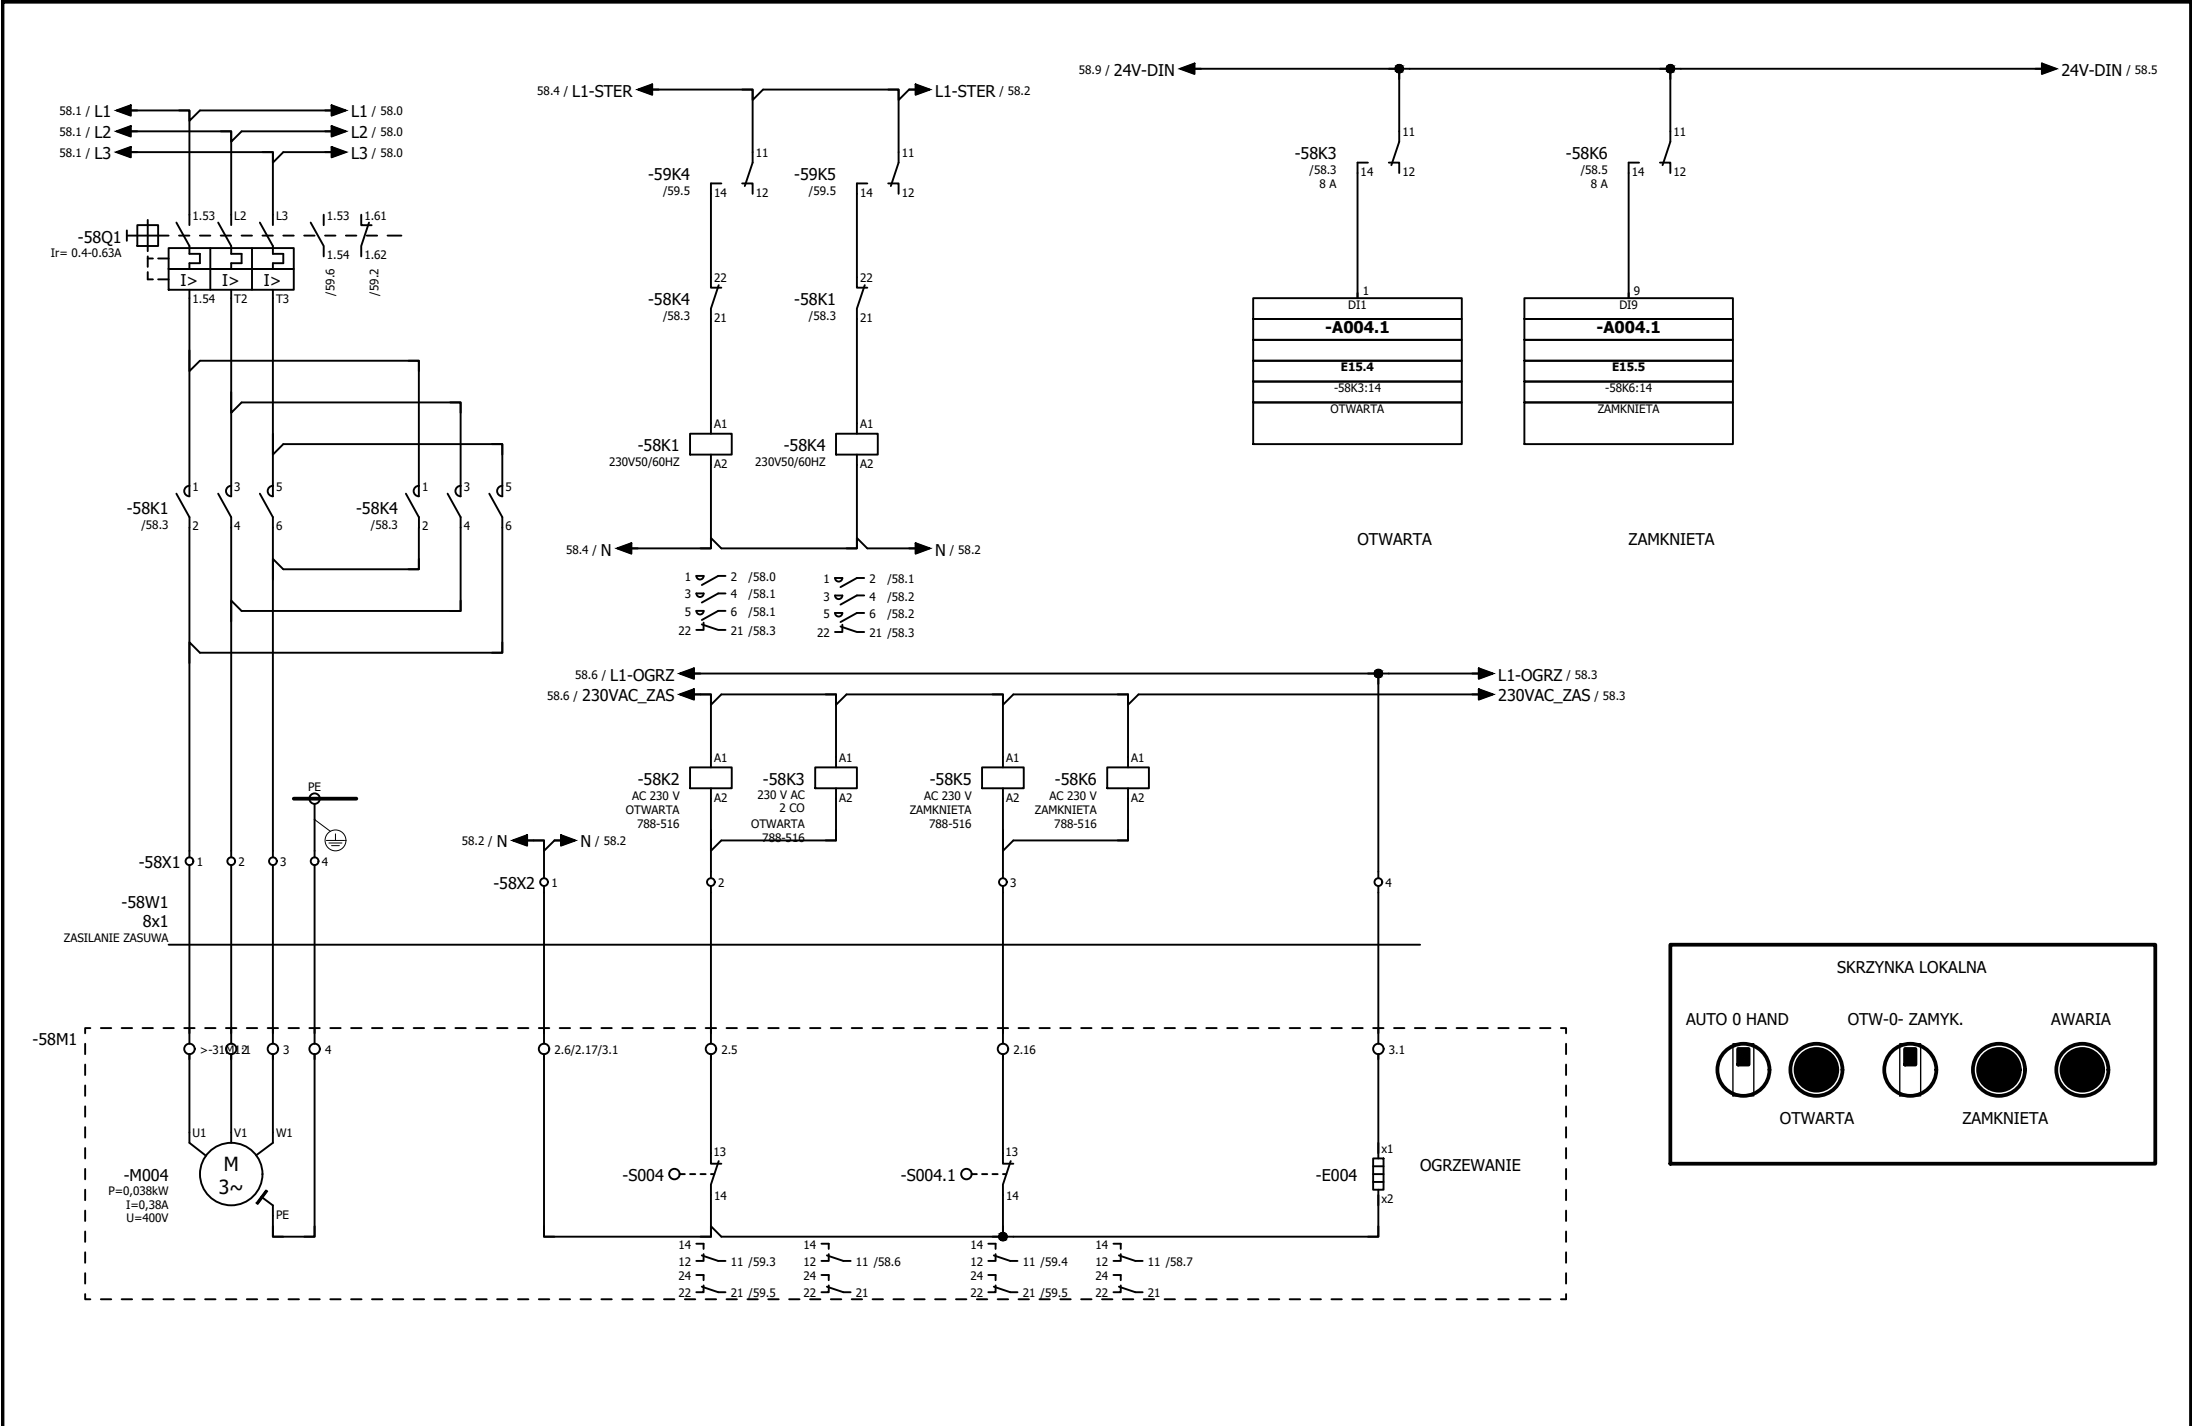 58.1 / L1
L1 / 58.0
58.1 / L2
L2 / 58.0
58.1 / L3
L3 / 58.0
-58Q1
Ir= 0.4-0.63A
1.53
L2
L3
1.53
1.61
1.54
1.62
/59.6
/59.2
I>
I>
I>
1.54
T2
T3
-58K1
/58.3
1
3
5
2
4
6
-58K4
/58.3
1
3
5
2
4
6
58.4 / L1-STER
L1-STER / 58.2
-59K4
/59.5
11
14
12
-59K5
/59.5
11
14
12
-58K4
/58.3
22
21
-58K1
/58.3
22
21
-58K1
230V50/60HZ
A1
A2
-58K4
230V50/60HZ
A1
A2
58.4 / N
N / 58.2
1 2 /58.0
3 4 /58.1
5 6 /58.1
22 21 /58.3
1 2 /58.1
3 4 /58.2
5 6 /58.2
22 21 /58.3
58.9 / 24V-DIN
24V-DIN / 58.5
-58K3
/58.3
8 A
11
14
12
-58K6
/58.5
8 A
11
14
12
1
DI1
-A004.1
E15.4
-58K3:14
OTWARTA
9
DI9
-A004.1
E15.5
-58K6:14
ZAMKNIETA
OTWARTA
ZAMKNIETA
58.6 / L1-OGRZ
L1-OGRZ / 58.3
58.6 / 230VAC_ZAS
230VAC_ZAS / 58.3
-58K2
AC 230 V
OTWARTA
788-516
A1
A2
-58K3
230 V AC
2 CO
OTWARTA
788-516
A1
A2
-58K5
AC 230 V
ZAMKNIETA
788-516
A1
A2
-58K6
AC 230 V
ZAMKNIETA
788-516
A1
A2
PE
58.2 / N
N / 58.2
-58X1
1
2
3
4
-58X2
1
2
3
4
-58W1
8x1
ZASILANIE ZASUWA
-58M1
3
4
2.6/2.17/3.1
2.5
2.16
3.1
U1
V1
W1
M
3~
PE
-M004
P=0,038kW
I=0,38A
U=400V
-S004
13
14
-S004.1
13
14
-E004
x1
x2
OGRZEWANIE
14
12 11 /59.3
24
22 21 /59.5
14
12 11 /58.6
24
22 21
14
12 11 /59.4
24
22 21 /59.5
14
12 11 /58.7
24
22 21
SKRZYNKA LOKALNA
AUTO 0 HAND
OTW-0- ZAMYK.
AWARIA
OTWARTA
ZAMKNIETA